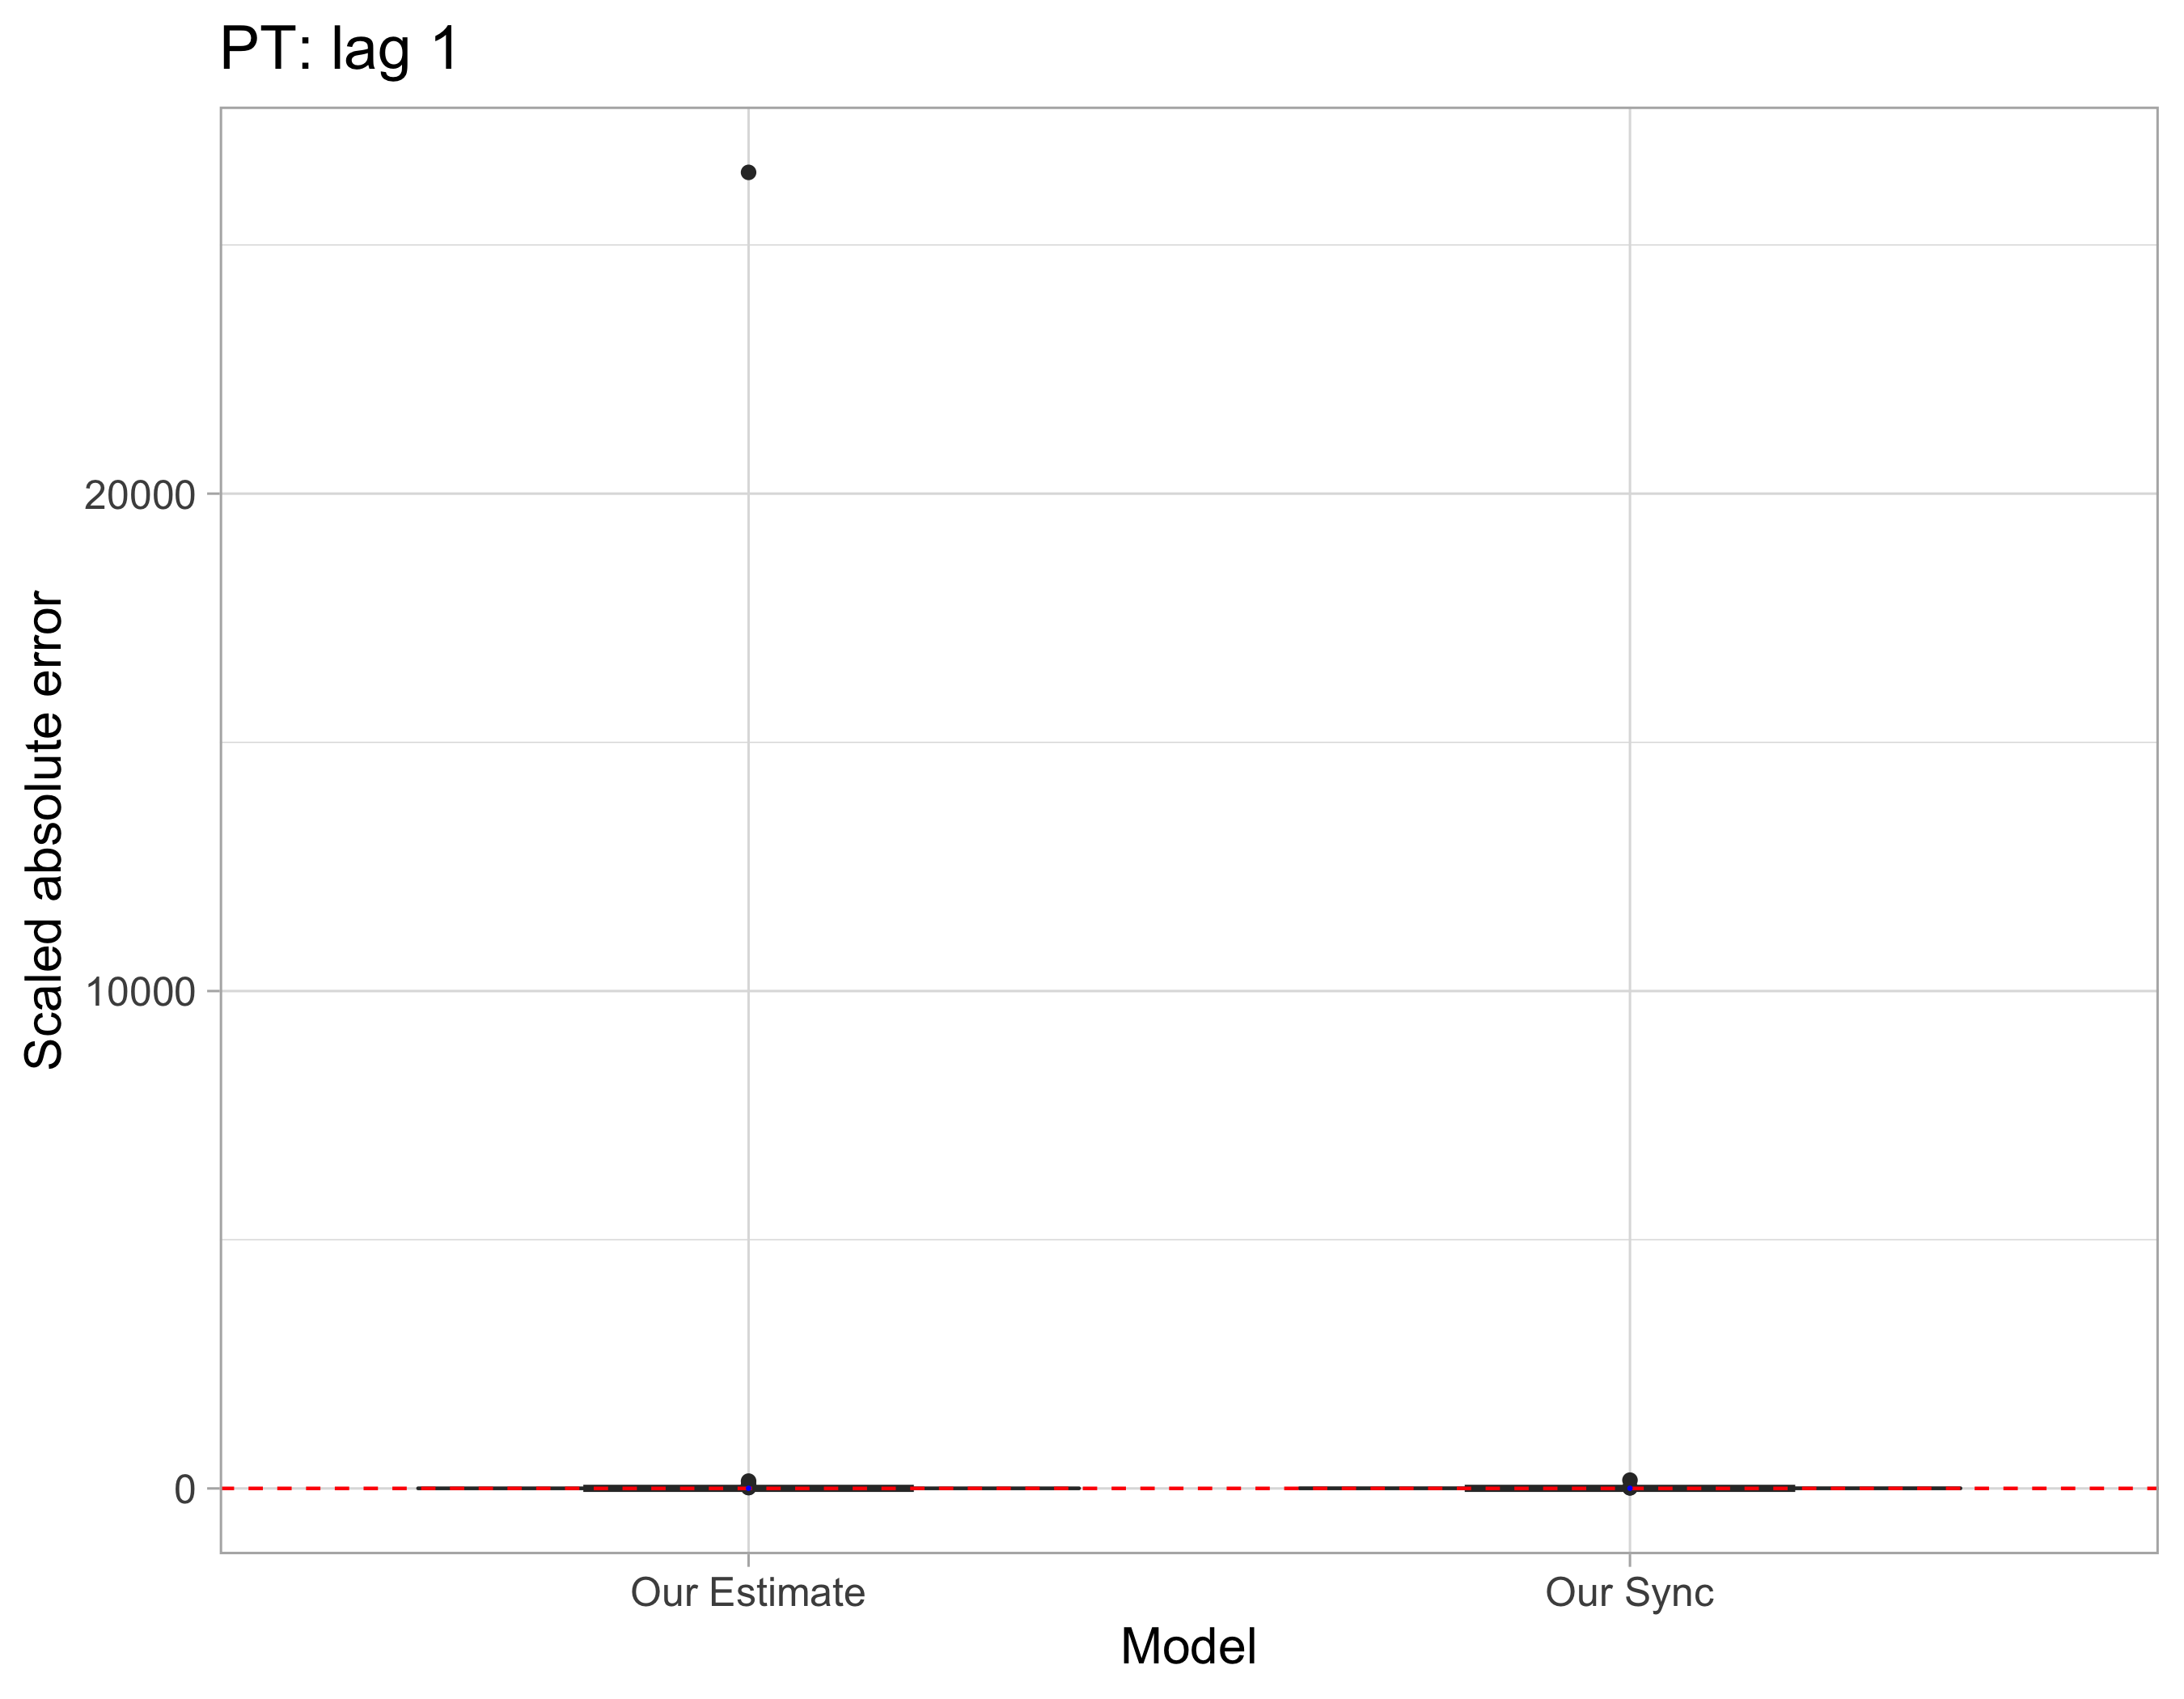 PT: lag 1
Scaled absolute error
20000
10000
0
Our Estimate
Our Sync
Model